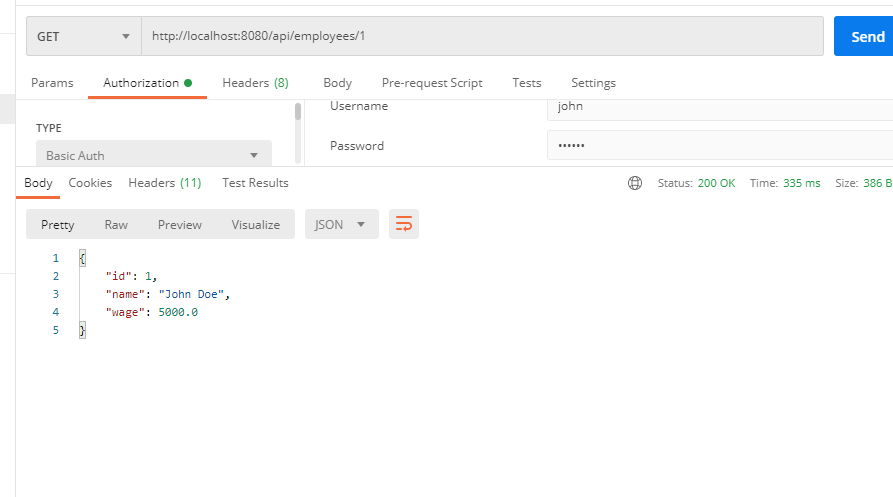 GET http://localhost:8080/api/employees/1 Send
Params Authorization Headers (8) Body Pre-request Script Tests Settings
Username john
TYPE
Basic Auth
Password ••••••
Body Cookies Headers (11) Test Results Status: 200 OK Time: 335 ms Size: 386 B
Pretty Raw Preview Visualize JSON
1 {
2 "id": 1,
3 "name": "John Doe",
4 "wage": 5000.0
5 }